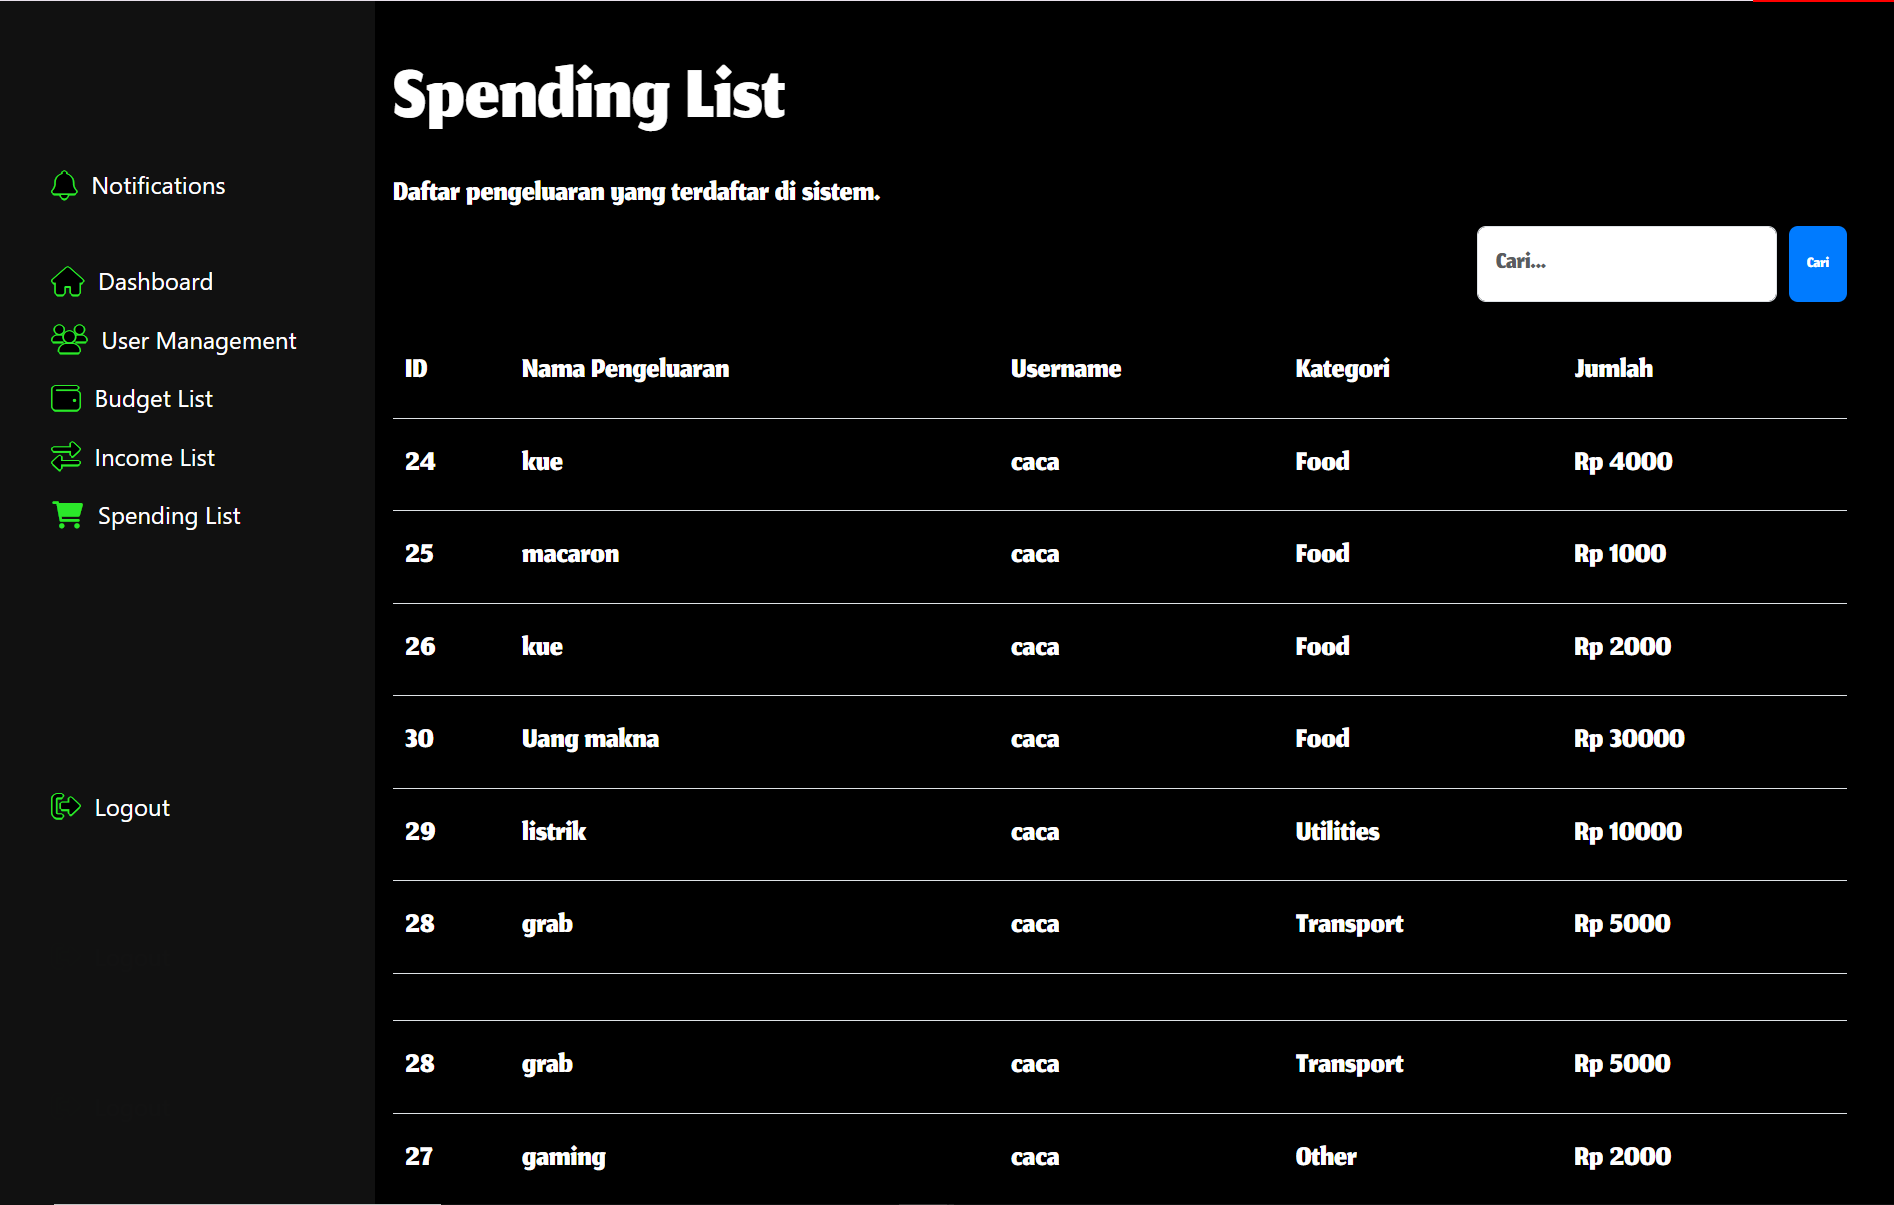 Notifications
Dashboard
User Management
Budget List
Income List
Spending List
Logout
Spending List
Daftar pengeluaran yang terdaftar di sistem.
Cari... Cari
ID Nama Pengeluaran Username Kategori Jumlah
24 kue caca Food Rp 4000
25 macaron caca Food Rp 1000
26 kue caca Food Rp 2000
30 Uang makna caca Food Rp 30000
29 listrik caca Utilities Rp 10000
28 grab caca Transport Rp 5000
28 grab caca Transport Rp 5000
27 gaming caca Other Rp 2000